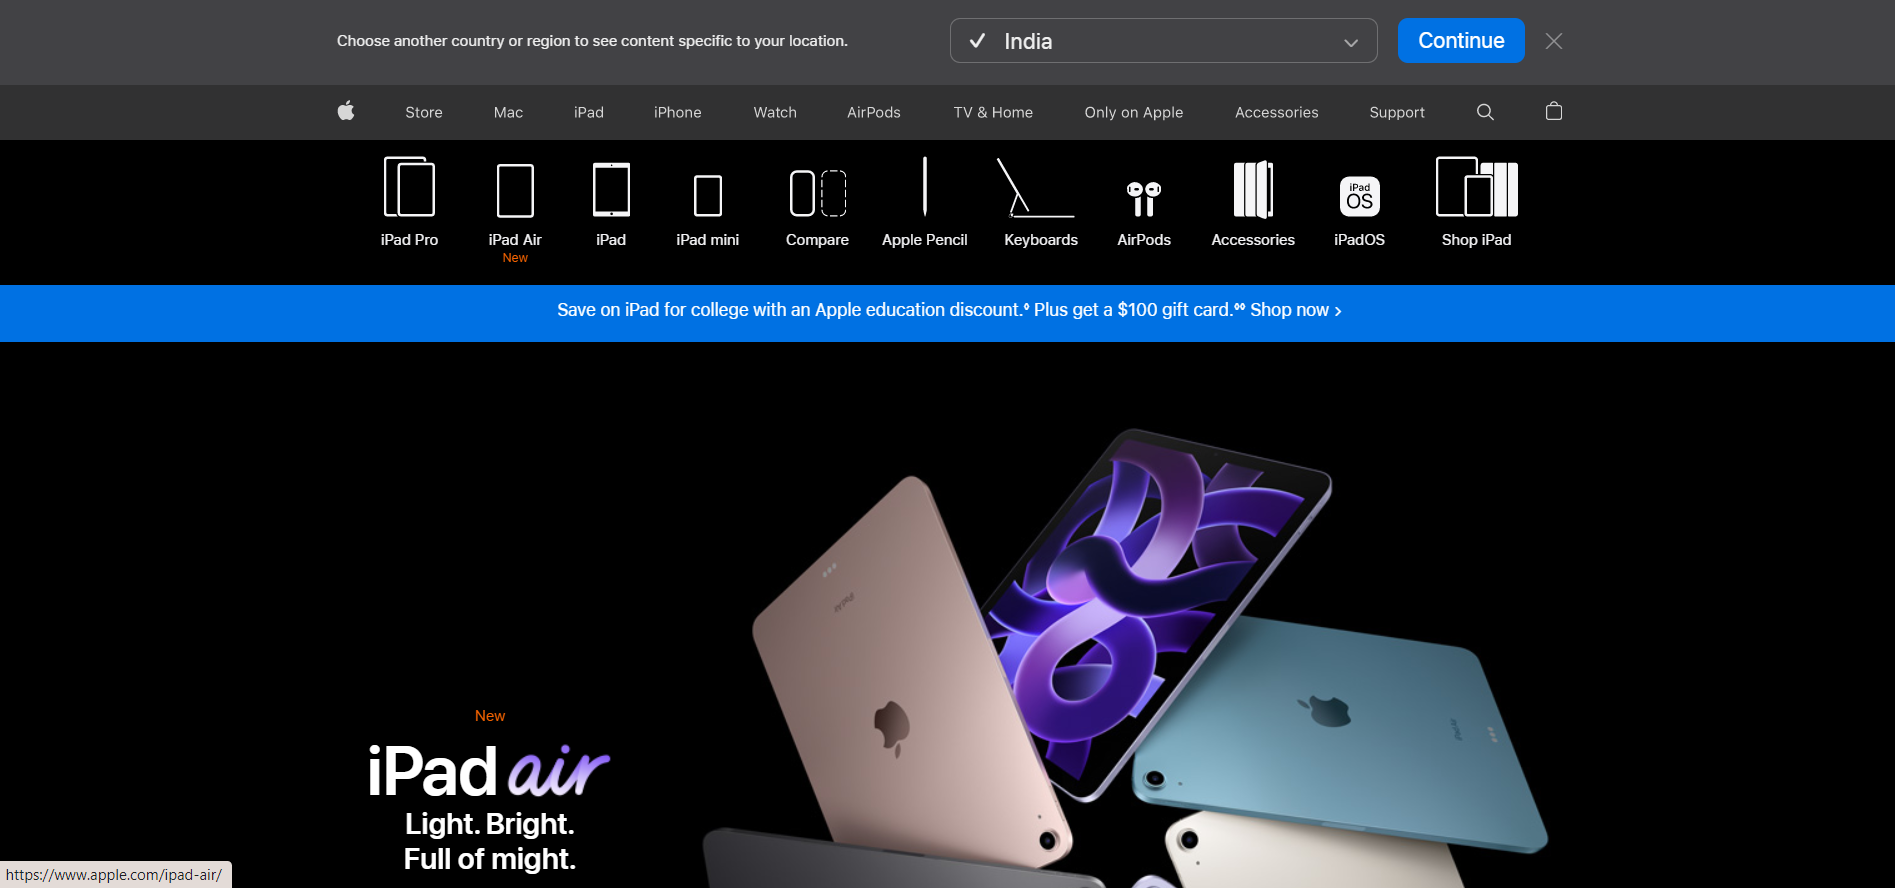 Choose another country or region to see content specific to your location.
India
Continue
Store Mac iPad iPhone Watch AirPods TV & Home Only on Apple Accessories Support
iPad
OS
iPad Pro iPad Air iPad iPad mini Compare Apple Pencil Keyboards AirPods Accessories iPadOS Shop iPad
New
Save on iPad for college with an Apple education discount.◊ Plus get a $100 gift card.◊◊ Shop now >
iPad Air
New
iPad air
Light. Bright.
Full of might.
https://www.apple.com/ipad-air/